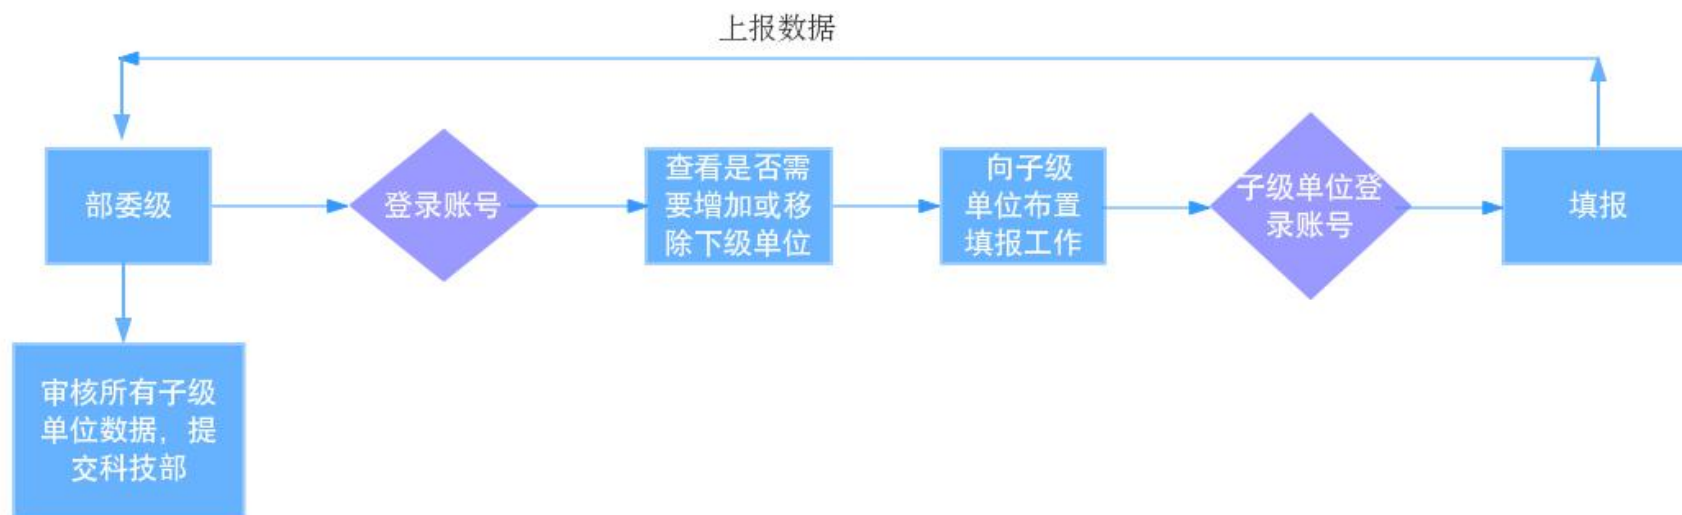 上报数据
部委级
登录账号
查看是否需
要增加或移
除下级单位
向子级
单位布置
填报工作
子级单位登
录账号
填报
审核所有子级
单位数据，提
交科技部